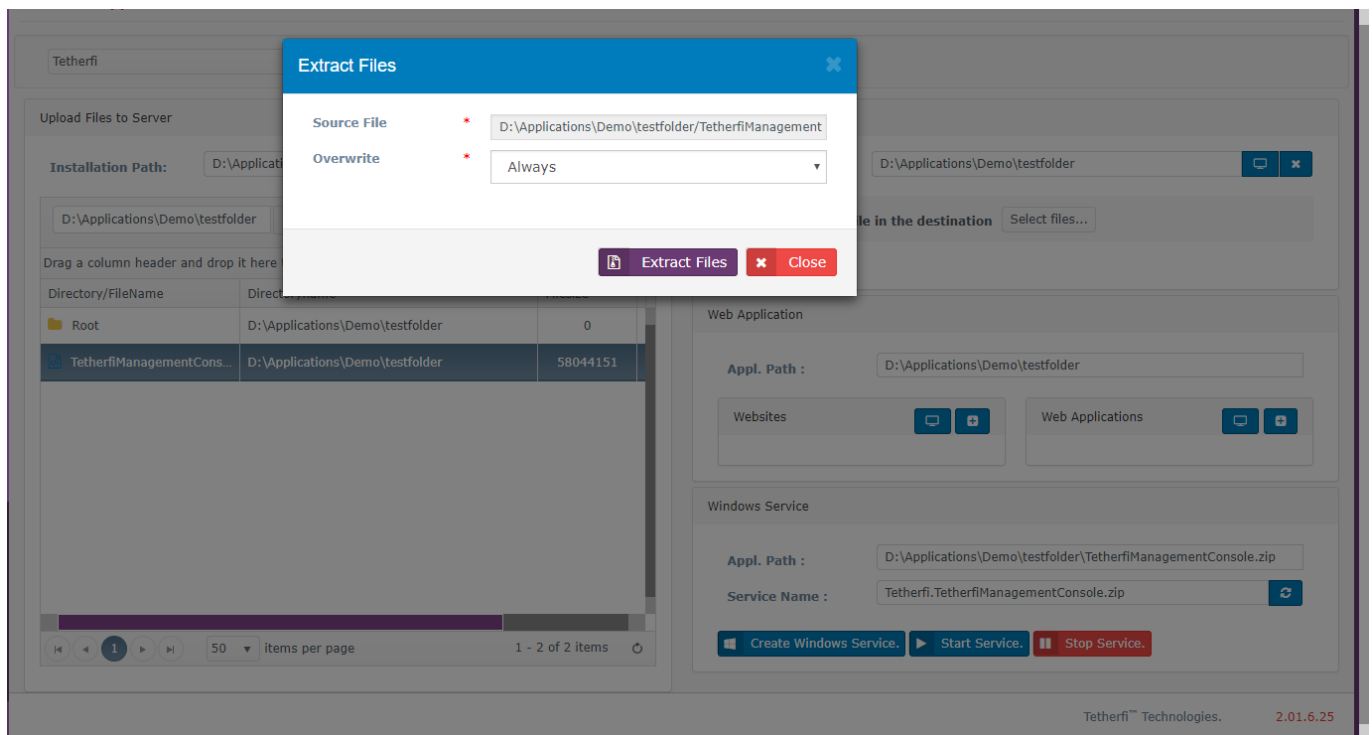 Tetherfi
Extract Files
Source File * D:\Applications\Demo\testfolder/TetherfiManagement
Overwrite * Always
Extract Files
Close
Upload Files to Server
Installation Path: D:\Applicati
D:\Applications\Demo\testfolder
Drag a column header and drop it here
Directory/FileName
Root D:\Applications\Demo\testfolder 0
TetherfiManagementCons... D:\Applications\Demo\testfolder 58044151
1 50 items per page 1 - 2 of 2 items
D:\Applications\Demo\testfolder
in the destination Select files...
Web Application
Appl. Path : D:\Applications\Demo\testfolder
Websites
Web Applications
Windows Service
Appl. Path : D:\Applications\Demo\testfolder\TetherfiManagementConsole.zip
Service Name : Tetherfi.TetherfiManagementConsole.zip
Create Windows Service. Start Service. Stop Service.
Tetherfi™ Technologies. 2.01.6.25